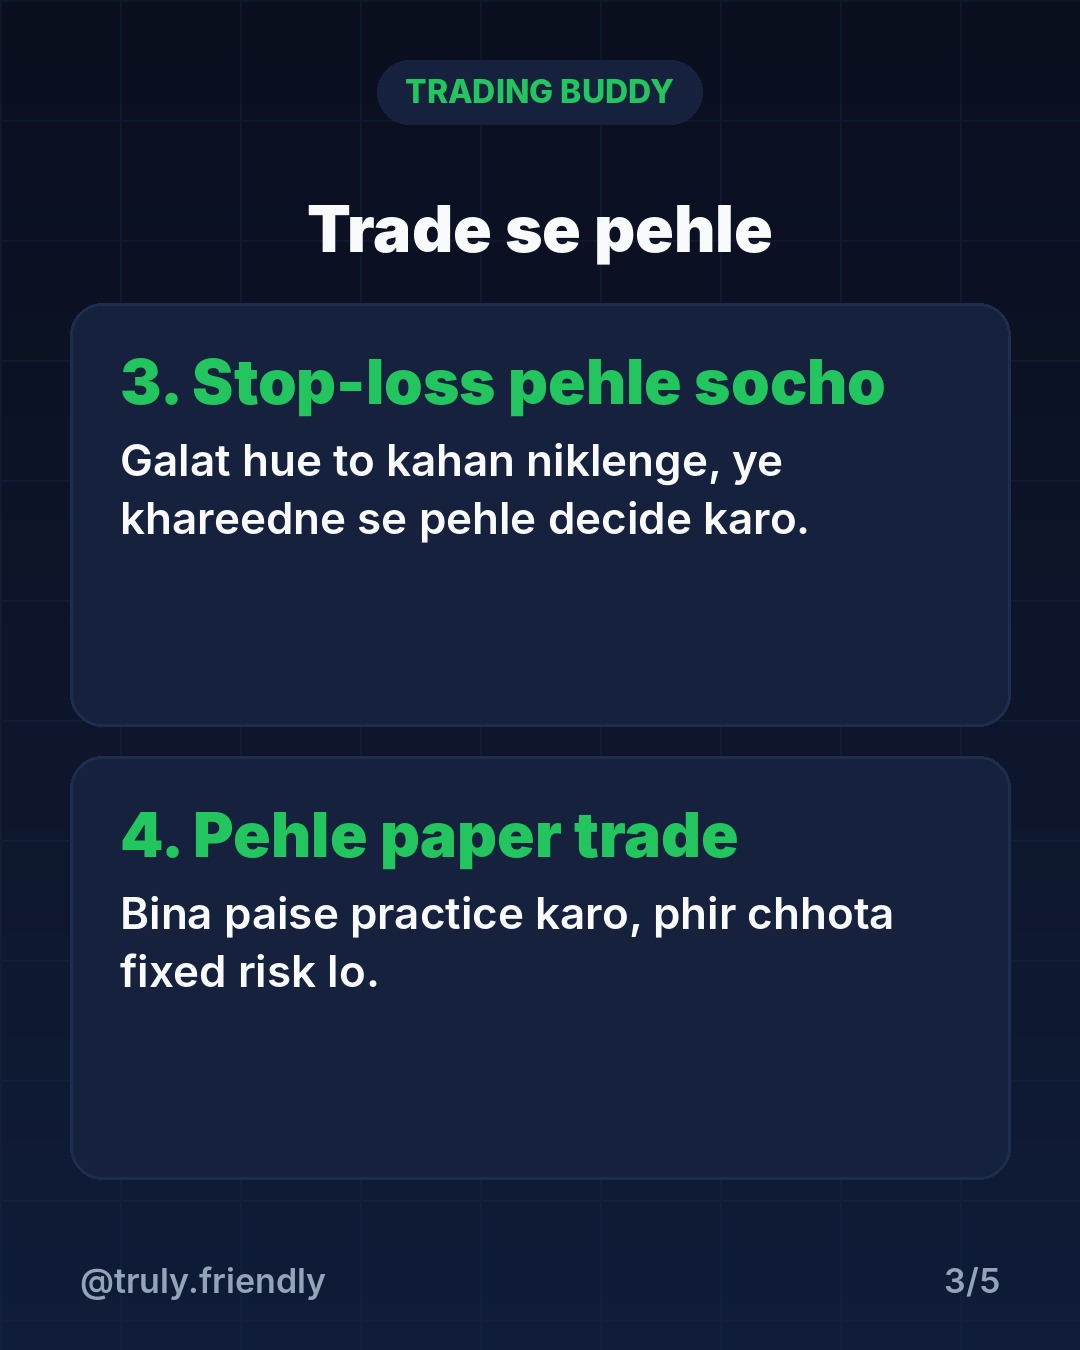 TRADING BUDDY
Trade se pehle
3. Stop-loss pehle socho
Galat hue to kahan niklenge, ye
khareedne se pehle decide karo.
4. Pehle paper trade
Bina paise practice karo, phir chhota
fixed risk lo.
@truly.friendly
3/5